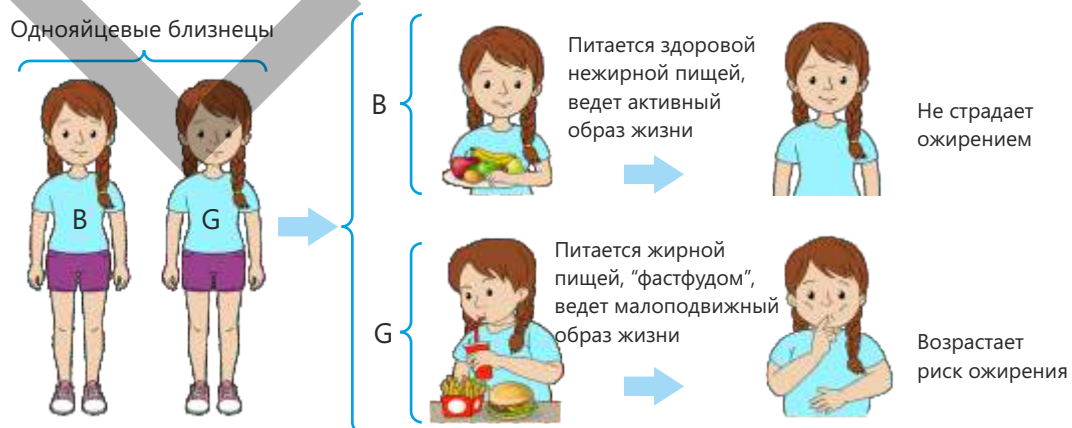 Однояйцевые близнецы
B
G
B
Питается здоровой
нежирной пищей,
ведет активный
образ жизни
Не страдает
ожирением
G
Питается жирной
пищей, “фастфудом”,
ведет малоподвижный
образ жизни
Возрастает
риск ожирения